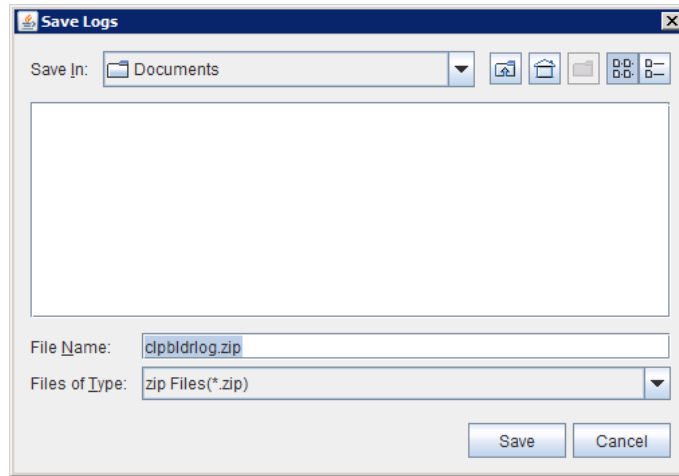 Save Logs
Save In: Documents
File Name: clpbldrlog.zip
Files of Type: zip Files(*.zip)
Save Cancel